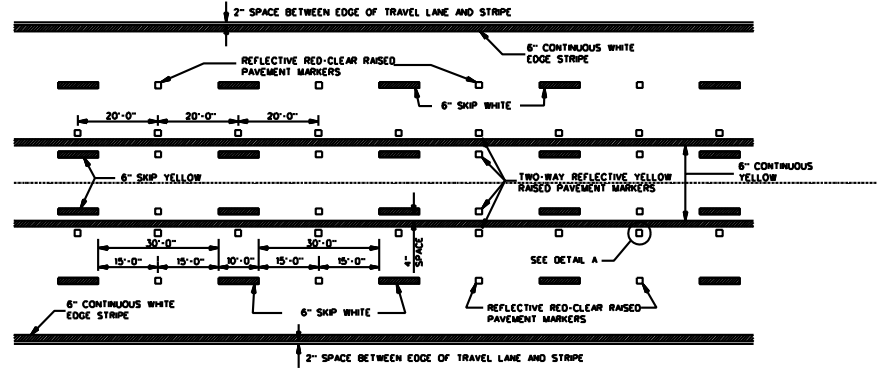 2" SPACE BETWEEN EDGE OF TRAVEL LANE AND STRIPE
6" CONTINUOUS WHITE
EDGE STRIPE
REFLECTIVE RED-CLEAR RAISED
PAVEMENT MARKERS
6" SKIP WHITE
20'-0" 20'-0" 20'-0"
6" SKIP YELLOW
TWO-WAY REFLECTIVE YELLOW
RAISED PAVEMENT MARKERS
6" CONTINUOUS
YELLOW
30'-0" 30'-0"
15'-0" 15'-0" 10'-0" 15'-0" 15'-0"
4"
SPACE
SEE DETAIL A
6" CONTINUOUS WHITE
EDGE STRIPE
6" SKIP WHITE
REFLECTIVE RED-CLEAR RAISED
PAVEMENT MARKERS
2" SPACE BETWEEN EDGE OF TRAVEL LANE AND STRIPE